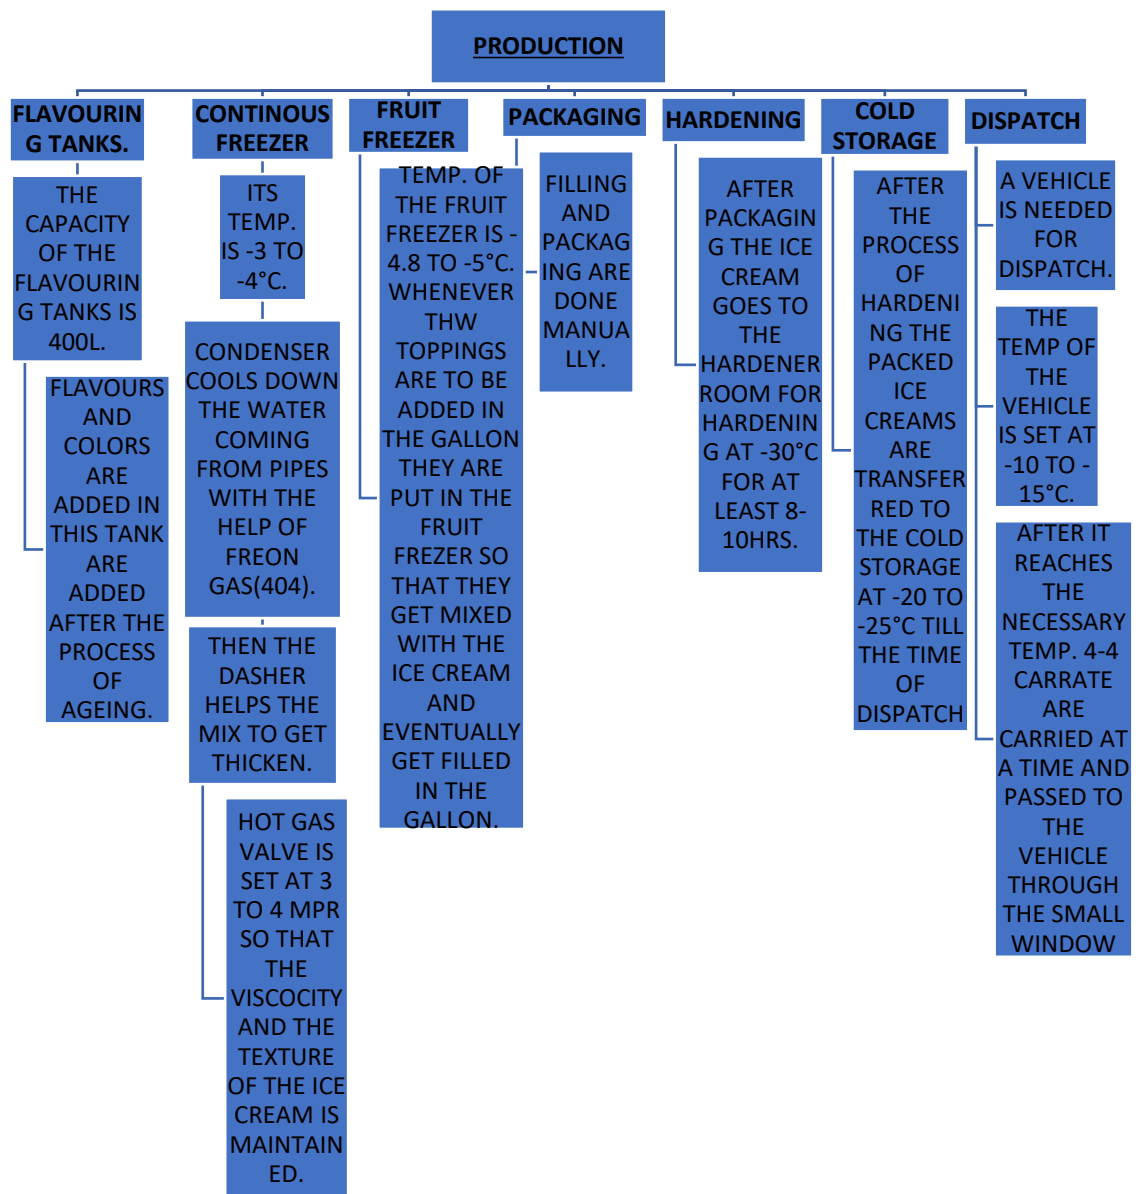 PRODUCTION
FLAVOURIN
G TANKS.
THE
CAPACITY
OF THE
FLAVOURIN
G TANKS IS
400L.
FLAVOURS
AND
COLORS
ARE
ADDED IN
THIS TANK
ARE
ADDED
AFTER THE
PROCESS
OF
AGEING.
CONTINOUS
FREEZER
ITS
TEMP.
IS -3 TO
-4°C.
CONDENSER
COOLS DOWN
THE WATER
COMING
FROM PIPES
WITH THE
HELP OF
FREON
GAS(404).
THEN THE
DASHER
HELPS THE
MIX TO GET
THICKEN.
HOT GAS
VALVE IS
SET AT 3
TO 4 MPR
SO THAT
THE
VISCOCITY
AND THE
TEXTURE
OF THE ICE
CREAM IS
MAINTAIN
ED.
FRUIT
FREEZER
TEMP. OF
THE FRUIT
FREEZER IS -
4.8 TO -5°C.
WHENEVER
THW
TOPPINGS
ARE TO BE
ADDED IN
THE GALLON
THEY ARE
PUT IN THE
FRUIT
FREZER SO
THAT THEY
GET MIXED
WITH THE
ICE CREAM
AND
EVENTUALLY
GET FILLED
IN THE
GALLON.
PACKAGING
FILLING
AND
PACKAG
ING ARE
DONE
MANUA
LLY.
HARDENING
AFTER
PACKAGIN
G THE ICE
CREAM
GOES TO
THE
HARDENER
ROOM FOR
HARDENIN
G AT -30°C
FOR AT
LEAST 8-
10HRS.
COLD
STORAGE
AFTER
THE
PROCESS
OF
HARDENI
NG THE
PACKED
ICE
CREAMS
ARE
TRANSFER
RED TO
THE COLD
STORAGE
AT -20 TO
-25°C TILL
THE TIME
OF
DISPATCH
DISPATCH
A VEHICLE
IS NEEDED
FOR
DISPATCH.
THE
TEMP OF
THE
VEHICLE
IS SET AT
-10 TO -
15°C.
AFTER IT
REACHES
THE
NECESSARY
TEMP. 4-4
CARRATE
ARE
CARRIED AT
A TIME AND
PASSED TO
THE
VEHICLE
THROUGH
THE SMALL
WINDOW